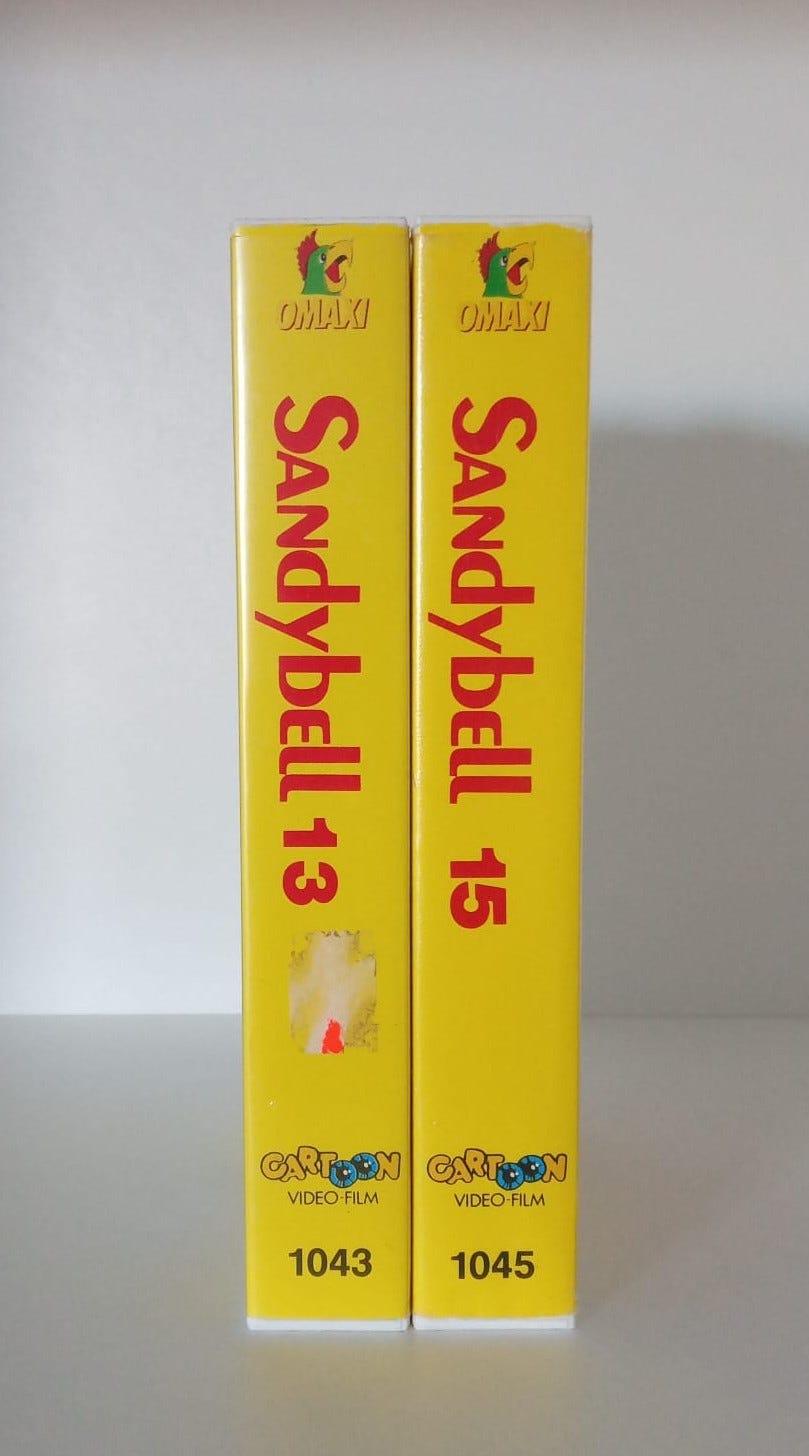 OMAXI
SANdybEll 13
CARTOON
VIDEO-FILM
1043
OMAXI
SANdybEll 15
CARTOON
VIDEO-FILM
1045